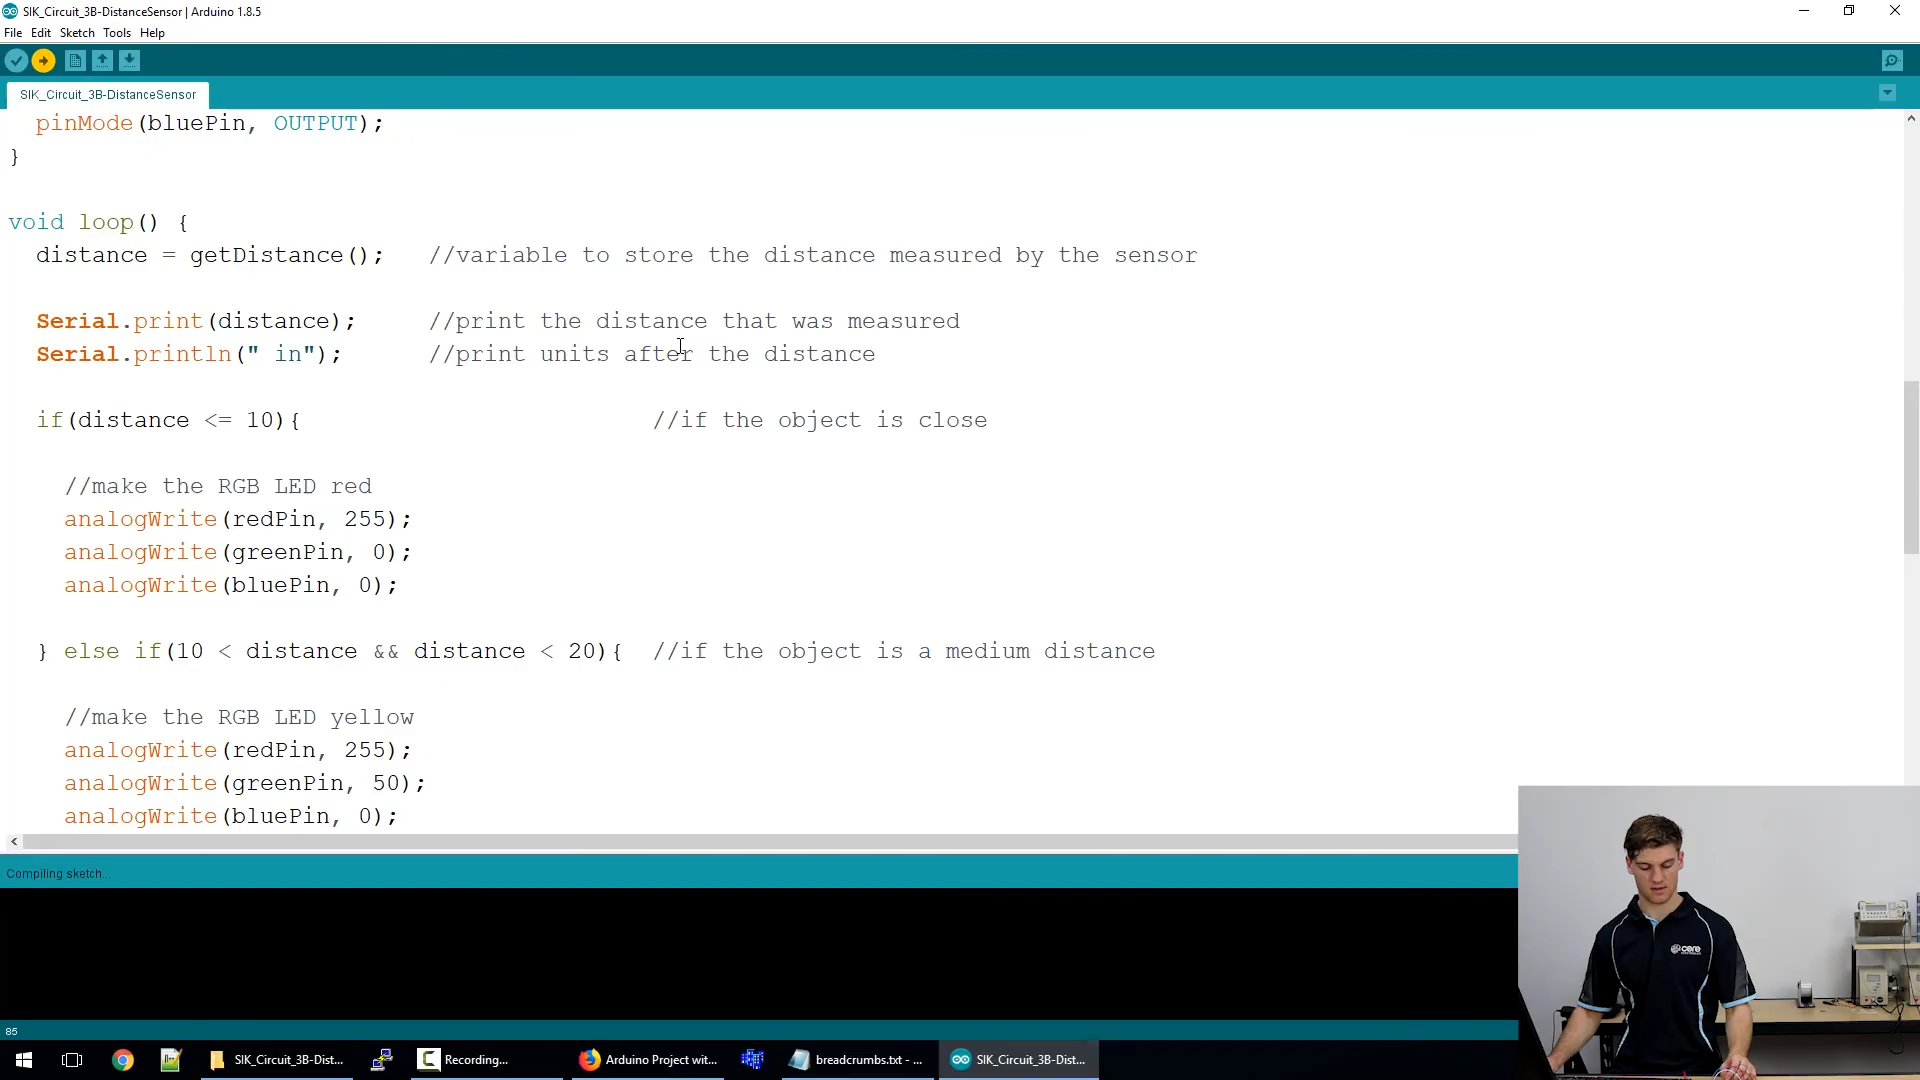 SIK_Circuit_3B-DistanceSensor | Arduino 1.8.5
File Edit Sketch Tools Help
SIK_Circuit_3B-DistanceSensor
pinMode(bluePin, OUTPUT);
}
void loop() {
distance = getDistance(); //variable to store the distance measured by the sensor
Serial.print(distance); //print the distance that was measured
Serial.println(" in"); //print units after the distance
if(distance <= 10){ //if the object is close
//make the RGB LED red
analogWrite(redPin, 255);
analogWrite(greenPin, 0);
analogWrite(bluePin, 0);
} else if(10 < distance && distance < 20){ //if the object is a medium distance
//make the RGB LED yellow
analogWrite(redPin, 255);
analogWrite(greenPin, 50);
analogWrite(bluePin, 0);
Compiling sketch...
core
85
SIK_Circuit_3B-Dist... Recording... Arduino Project wit... breadcrumbs.txt - ... SIK_Circuit_3B-Dist...